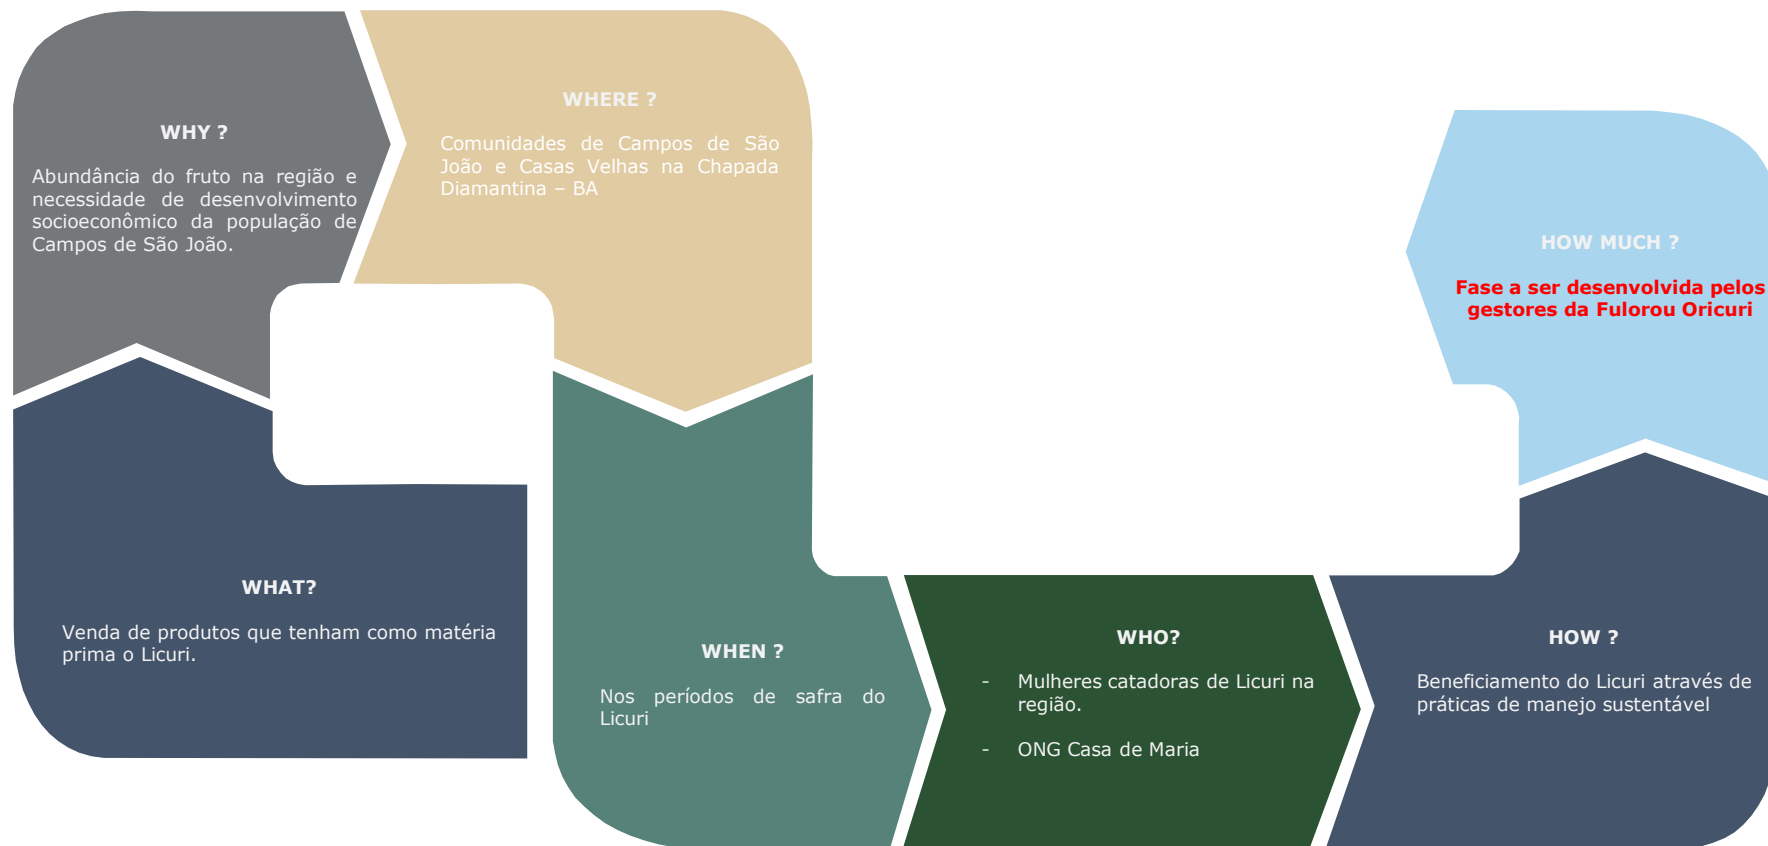 WHY ?
Abundância do fruto na região e
necessidade de desenvolvimento
socioeconômico da população de
Campos de São João.
WHERE ?
Comunidades de Campos de São
João e Casas Velhas na Chapada
Diamantina – BA
HOW MUCH ?
Fase a ser desenvolvida pelos
gestores da Fulorou Oricuri
WHAT?
Venda de produtos que tenham como matéria
prima o Licuri.
WHEN ?
Nos períodos de safra do
Licuri
WHO?
- Mulheres catadoras de Licuri na
região.
- ONG Casa de Maria
HOW ?
Beneficiamento do Licuri através de
práticas de manejo sustentável